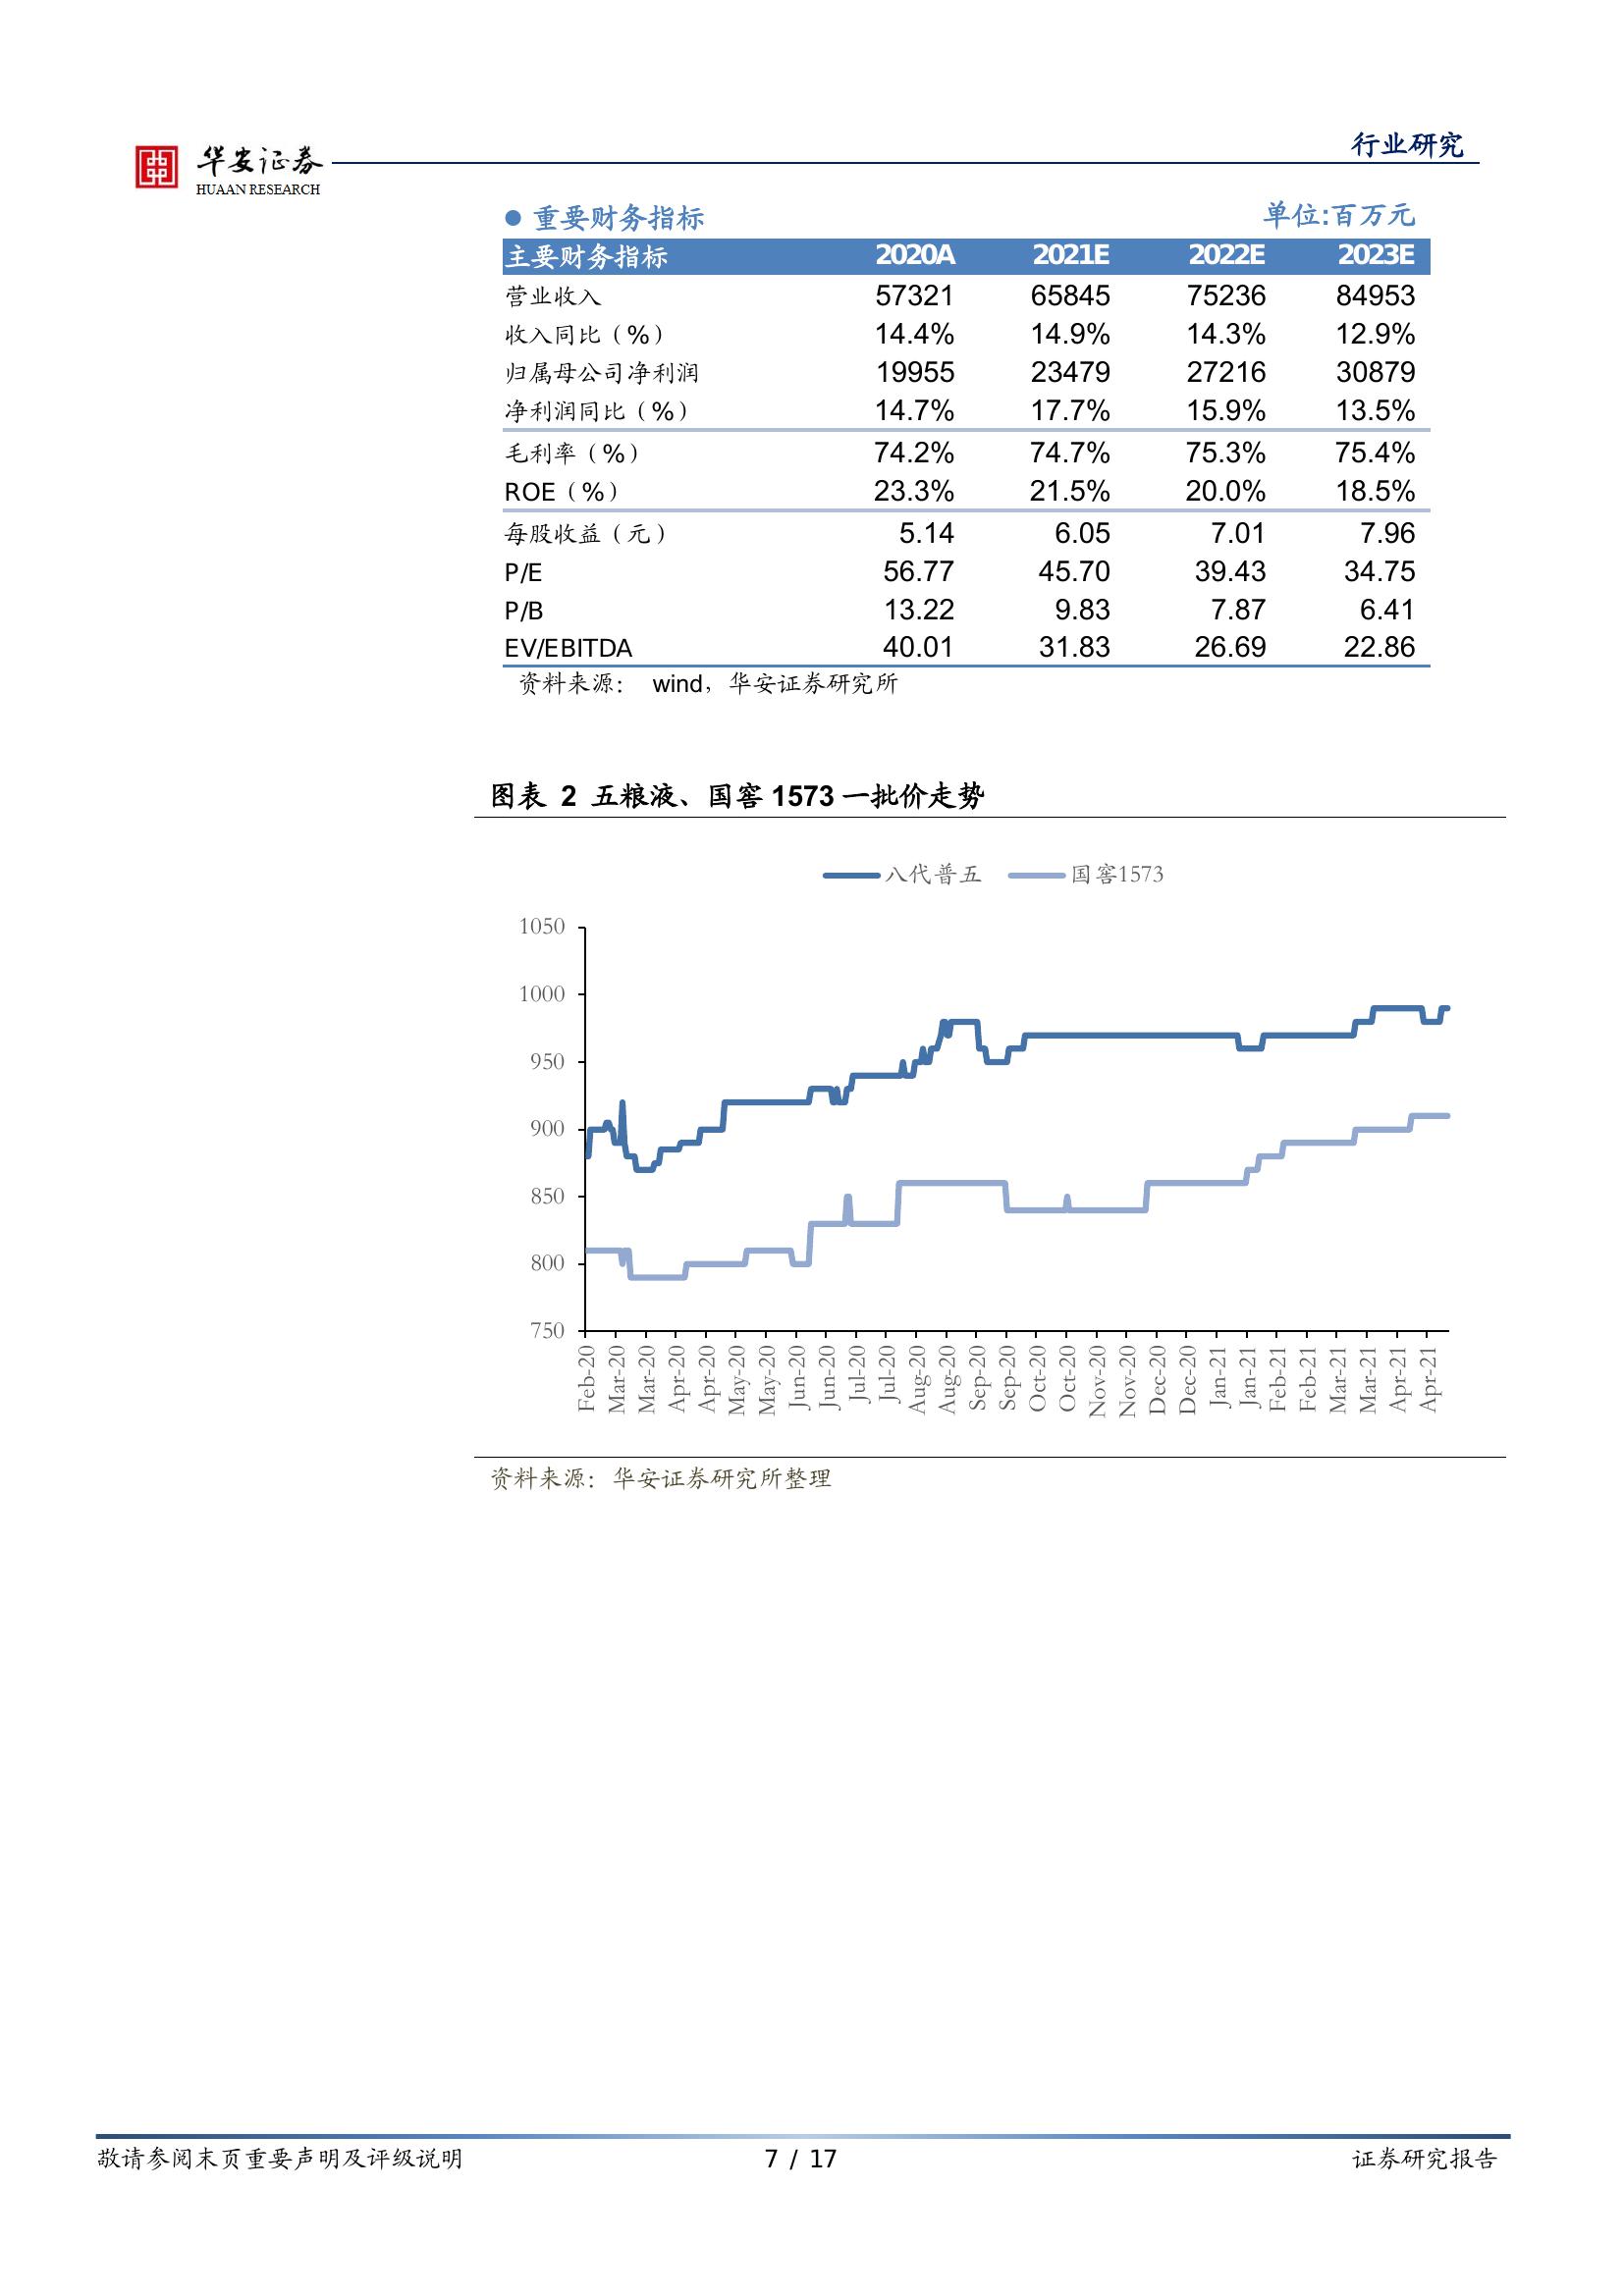 华安证券
HUAAN RESEARCH
行业研究
重要财务指标 单位:百万元
主要财务指标 2020A 2021E 2022E 2023E
营业收入 57321 65845 75236 84953
收入同比（%） 14.4% 14.9% 14.3% 12.9%
归属母公司净利润 19955 23479 27216 30879
净利润同比（%） 14.7% 17.7% 15.9% 13.5%
毛利率（%） 74.2% 74.7% 75.3% 75.4%
ROE（%） 23.3% 21.5% 20.0% 18.5%
每股收益（元） 5.14 6.05 7.01 7.96
P/E 56.77 45.70 39.43 34.75
P/B 13.22 9.83 7.87 6.41
EV/EBITDA 40.01 31.83 26.69 22.86
资料来源： wind，华安证券研究所
图表 2 五粮液、国窖 1573 一批价走势
八代普五 国窖1573
1050
1000
950
900
850
800
750
Feb-20 Mar-20 Mar-20 Apr-20 Apr-20 May-20 May-20 Jun-20 Jun-20 Jul-20 Jul-20 Aug-20 Aug-20 Sep-20 Sep-20 Oct-20 Oct-20 Nov-20 Nov-20 Dec-20 Dec-20 Jan-21 Jan-21 Feb-21 Feb-21 Mar-21 Mar-21 Apr-21 Apr-21
资料来源：华安证券研究所整理
敬请参阅末页重要声明及评级说明 7 / 17 证券研究报告